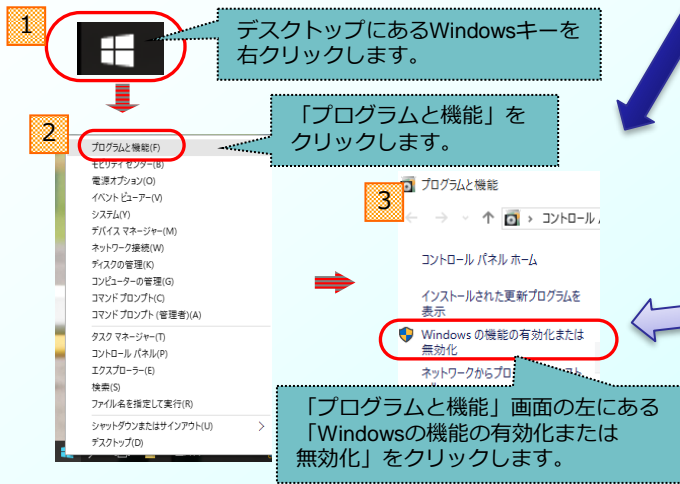 1
デスクトップにあるWindowsキーを
右クリックします。
2
「プログラムと機能」を
クリックします。
プログラムと機能(F)
モビリティ センター(B)
電源オプション(O)
イベント ビューアー(V)
システム(Y)
デバイス マネージャー(M)
ネットワーク接続(W)
ディスクの管理(K)
コンピューターの管理(G)
コマンド プロンプト(C)
コマンド プロンプト (管理者)(A)
タスク マネージャー(T)
コントロール パネル(P)
エクスプローラー(E)
検索(S)
ファイル名を指定して実行(R)
シャットダウンまたはサインアウト(U)
デスクトップ(D)
3
プログラムと機能
コントロール
コントロール パネル ホーム
インストールされた更新プログラムを
表示
Windows の機能の有効化または
無効化
ネットワークからプロ
「プログラムと機能」画面の左にある
「Windowsの機能の有効化または
無効化」をクリックします。